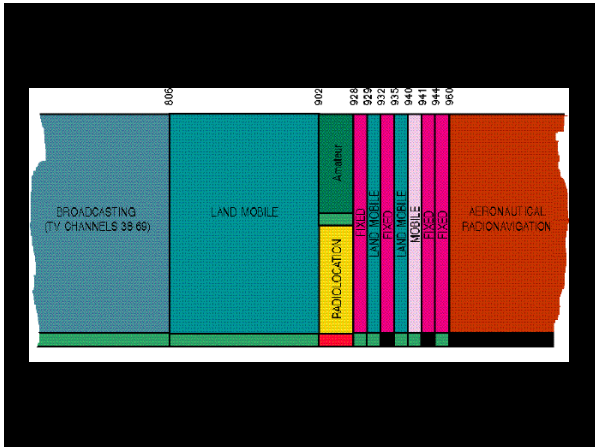 806
902
928
929
932
935
940
941
944
960
BROADCASTING
(TV CHANNELS 38-69)
LAND MOBILE
Amateur
RADIOLOCATION
FIXED
LAND MOBILE
FIXED
LAND MOBILE
MOBILE
FIXED
FIXED
AERONAUTICAL
RADIONAVIGATION